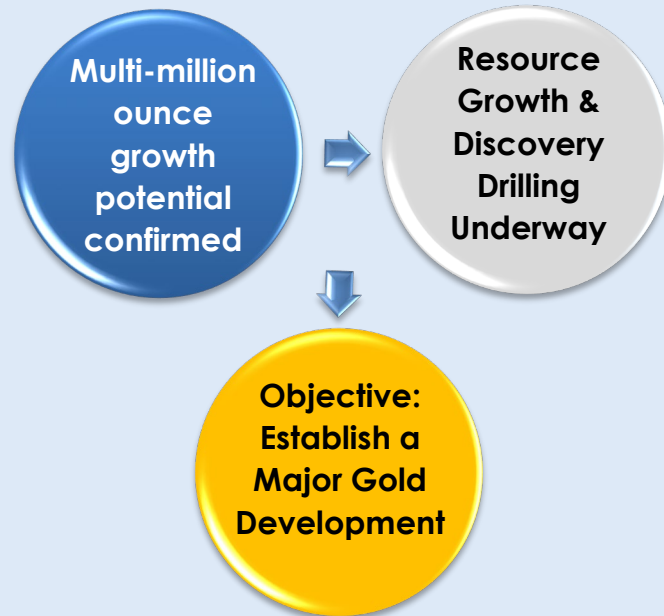 Multi-million
ounce
growth
potential
confirmed
Resource
Growth &
Discovery
Drilling
Underway
Objective:
Establish a
Major Gold
Development